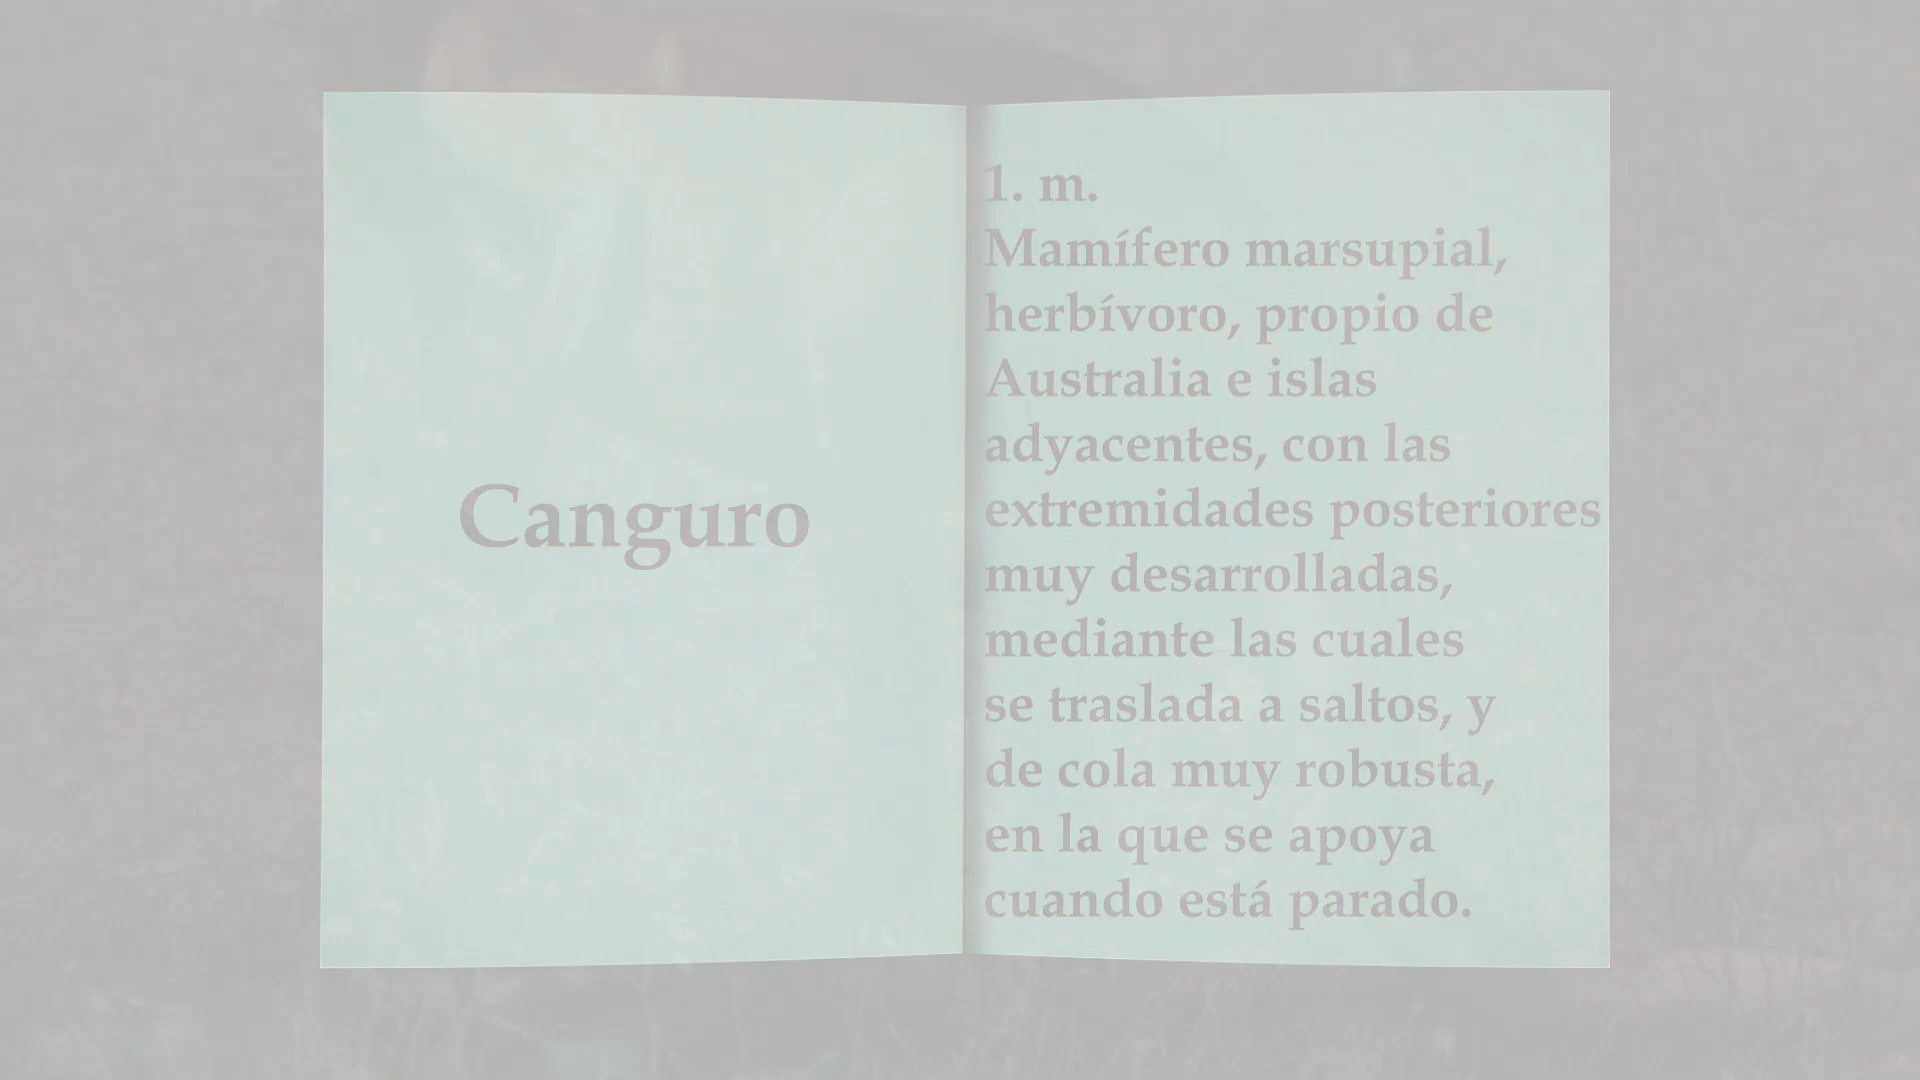 Canguro
1. m.
Mamífero marsupial,
herbívoro, propio de
Australia e islas
adyacentes, con las
extremidades posteriores
muy desarrolladas,
mediante las cuales
se traslada a saltos, y
de cola muy robusta,
en la que se apoya
cuando está parado.